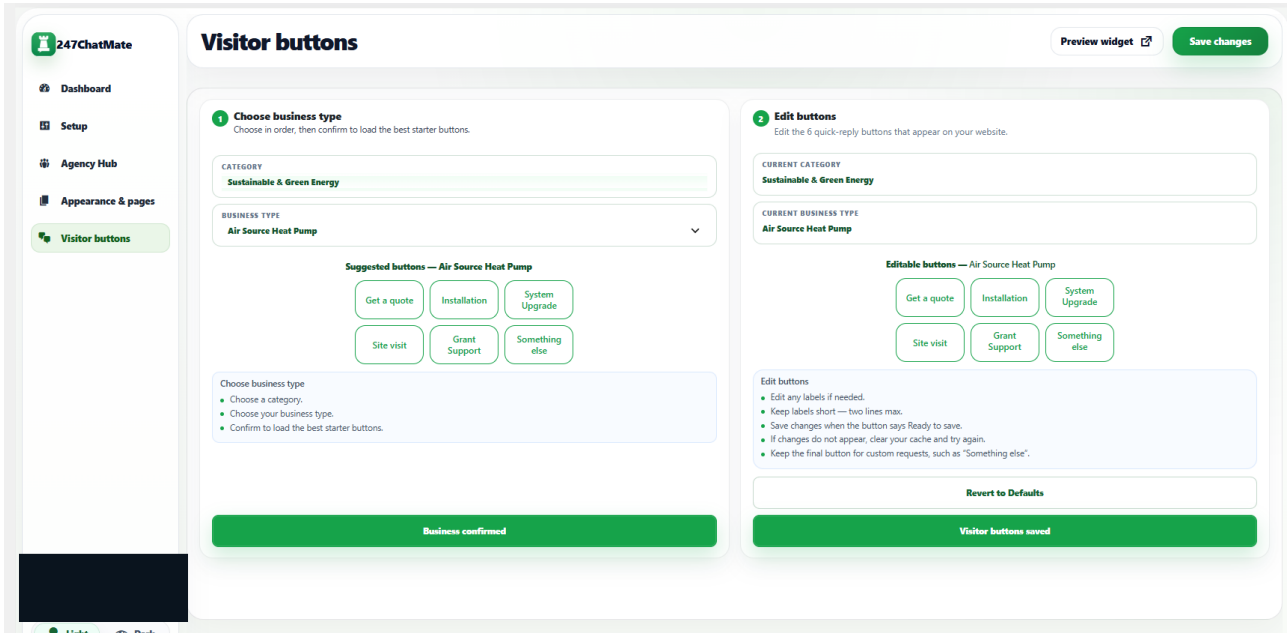 247ChatMate
Dashboard
Setup
Agency Hub
Appearance & pages
Visitor buttons
Visitor buttons
Preview widget
Save changes
1
Choose business type
Choose in order, then confirm to load the best starter buttons.
CATEGORY
Sustainable & Green Energy
BUSINESS TYPE
Air Source Heat Pump
Suggested buttons — Air Source Heat Pump
Get a quote
Installation
System
Upgrade
Site visit
Grant
Support
Something
else
Choose business type
Choose a category.
Choose your business type.
Confirm to load the best starter buttons.
Business confirmed
2
Edit buttons
Edit the 6 quick-reply buttons that appear on your website.
CURRENT CATEGORY
Sustainable & Green Energy
CURRENT BUSINESS TYPE
Air Source Heat Pump
Editable buttons — Air Source Heat Pump
Get a quote
Installation
System
Upgrade
Site visit
Grant
Support
Something
else
Edit buttons
Edit any labels if needed.
Keep labels short — two lines max.
Save changes when the button says Ready to save.
If changes do not appear, clear your cache and try again.
Keep the final button for custom requests, such as “Something else”.
Revert to Defaults
Visitor buttons saved
Light
Dark